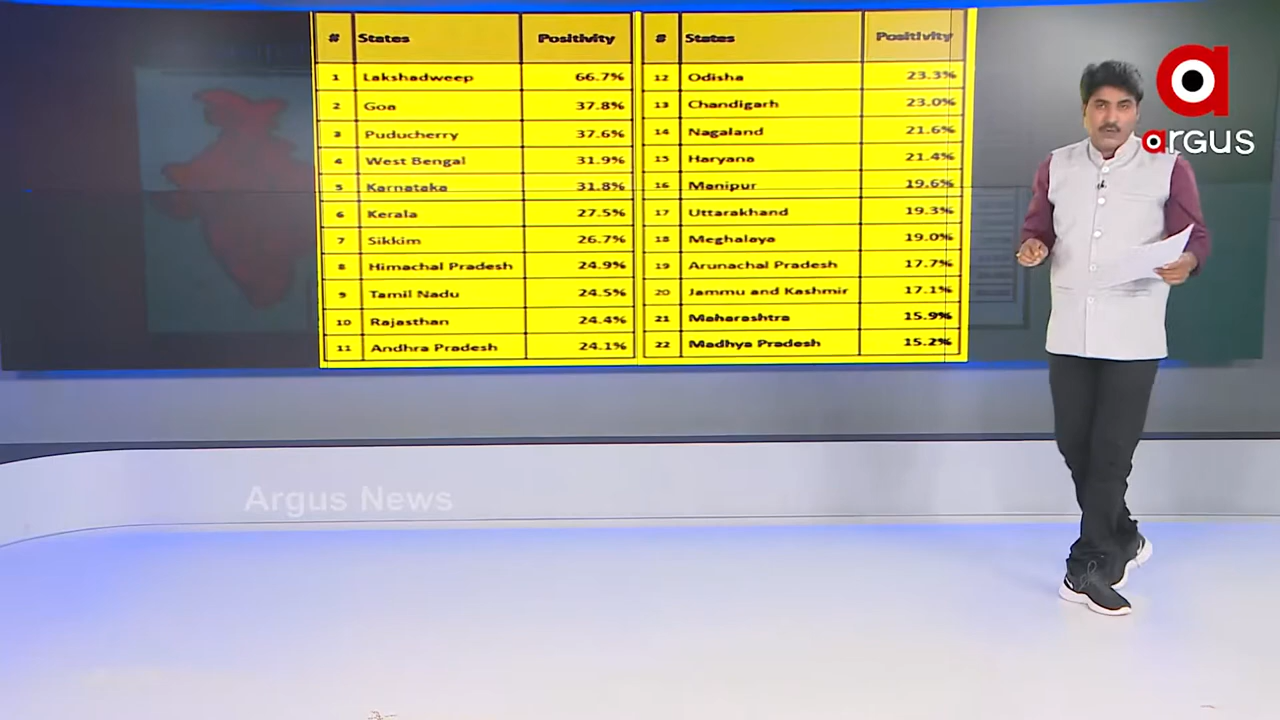 # States Positivity
1 Lakshadweep 66.7%
2 Goa 37.8%
3 Puducherry 37.6%
4 West Bengal 31.9%
5 Karnataka 31.8%
6 Kerala 27.5%
7 Sikkim 26.7%
8 Himachal Pradesh 24.9%
9 Tamil Nadu 24.5%
10 Rajasthan 24.4%
11 Andhra Pradesh 24.1%
# States Positivity
12 Odisha 23.3%
13 Chandigarh 23.0%
14 Nagaland 21.6%
15 Haryana 21.4%
16 Manipur 19.6%
17 Uttarakhand 19.3%
18 Meghalaya 19.0%
19 Arunachal Pradesh 17.7%
20 Jammu and Kashmir 17.1%
21 Maharashtra 15.9%
22 Madhya Pradesh 15.2%
a
argus
Argus News